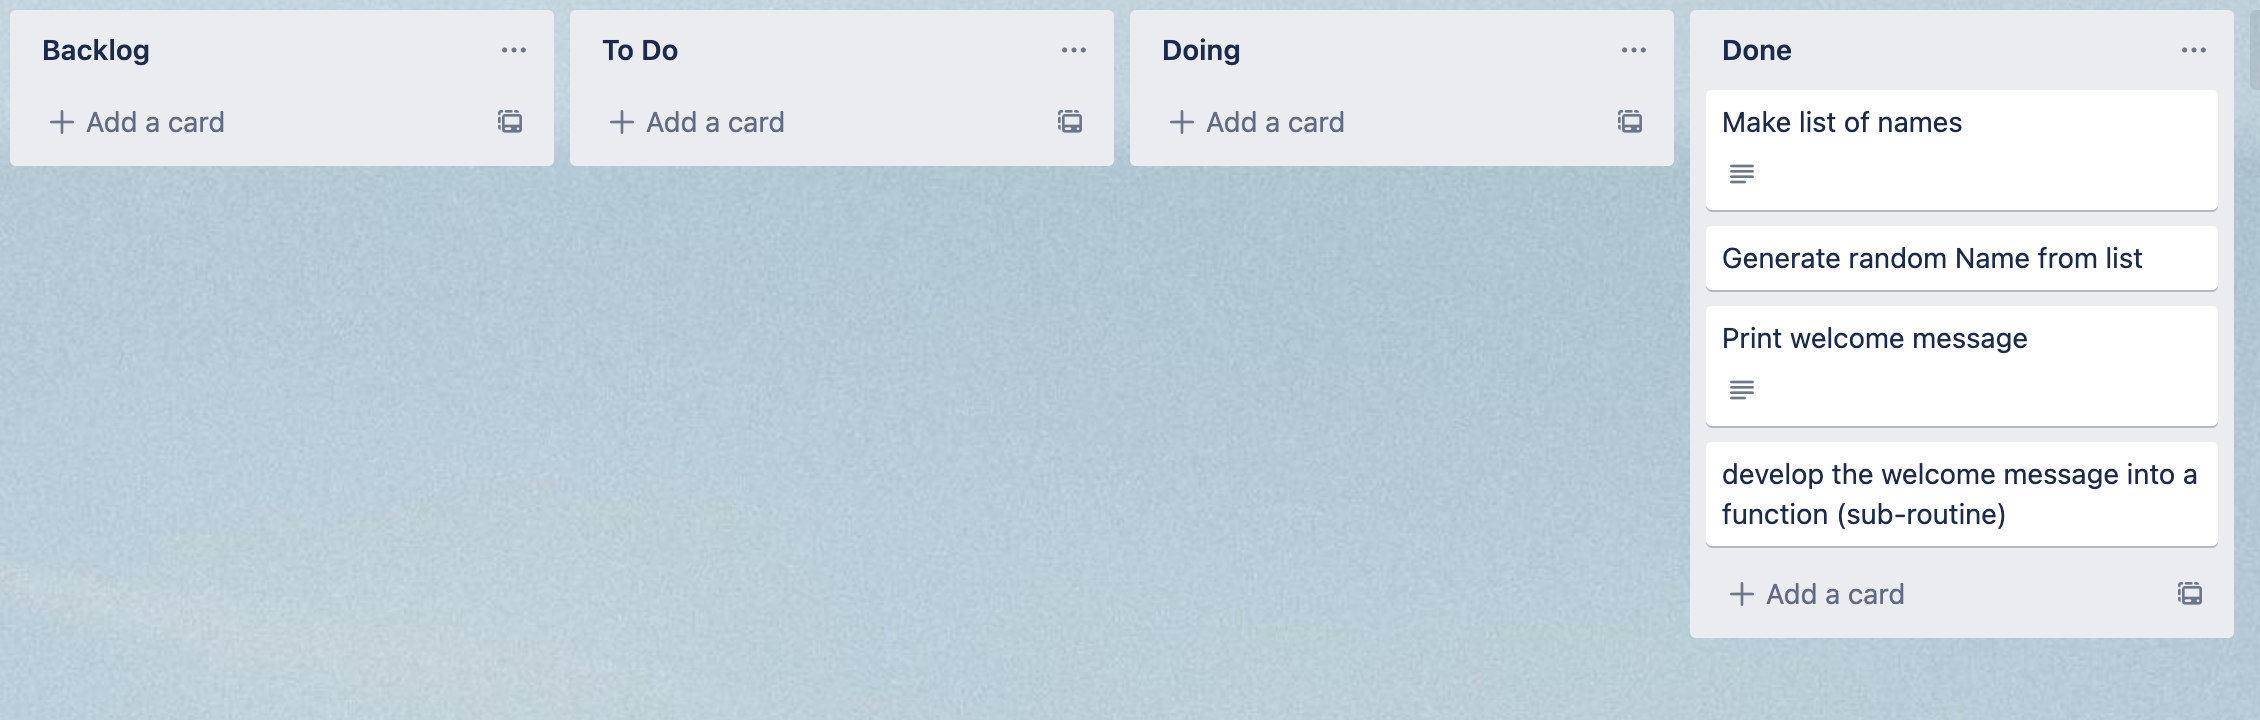 Backlog
Add a card
To Do
Add a card
Doing
Add a card
Done
Make list of names
Generate random Name from list
Print welcome message
develop the welcome message into a
function (sub-routine)
Add a card